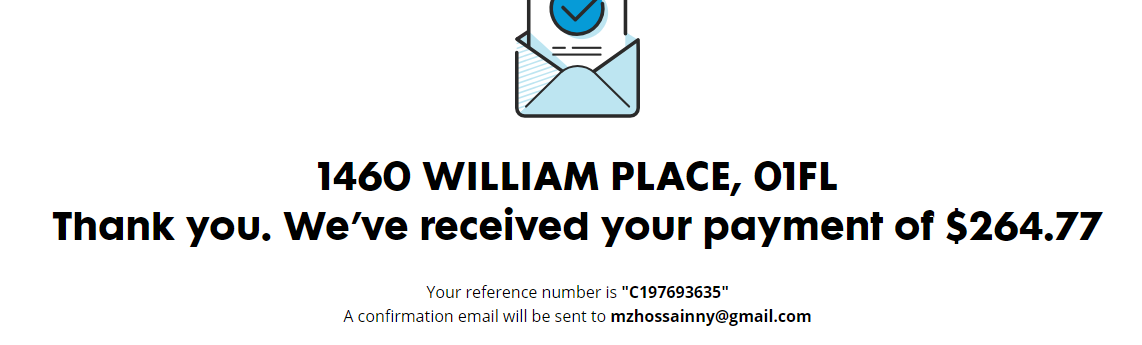 1460 WILLIAM PLACE, 01FL
Thank you. We’ve received your payment of $264.77
Your reference number is "C197693635"
A confirmation email will be sent to mzhossainny@gmail.com